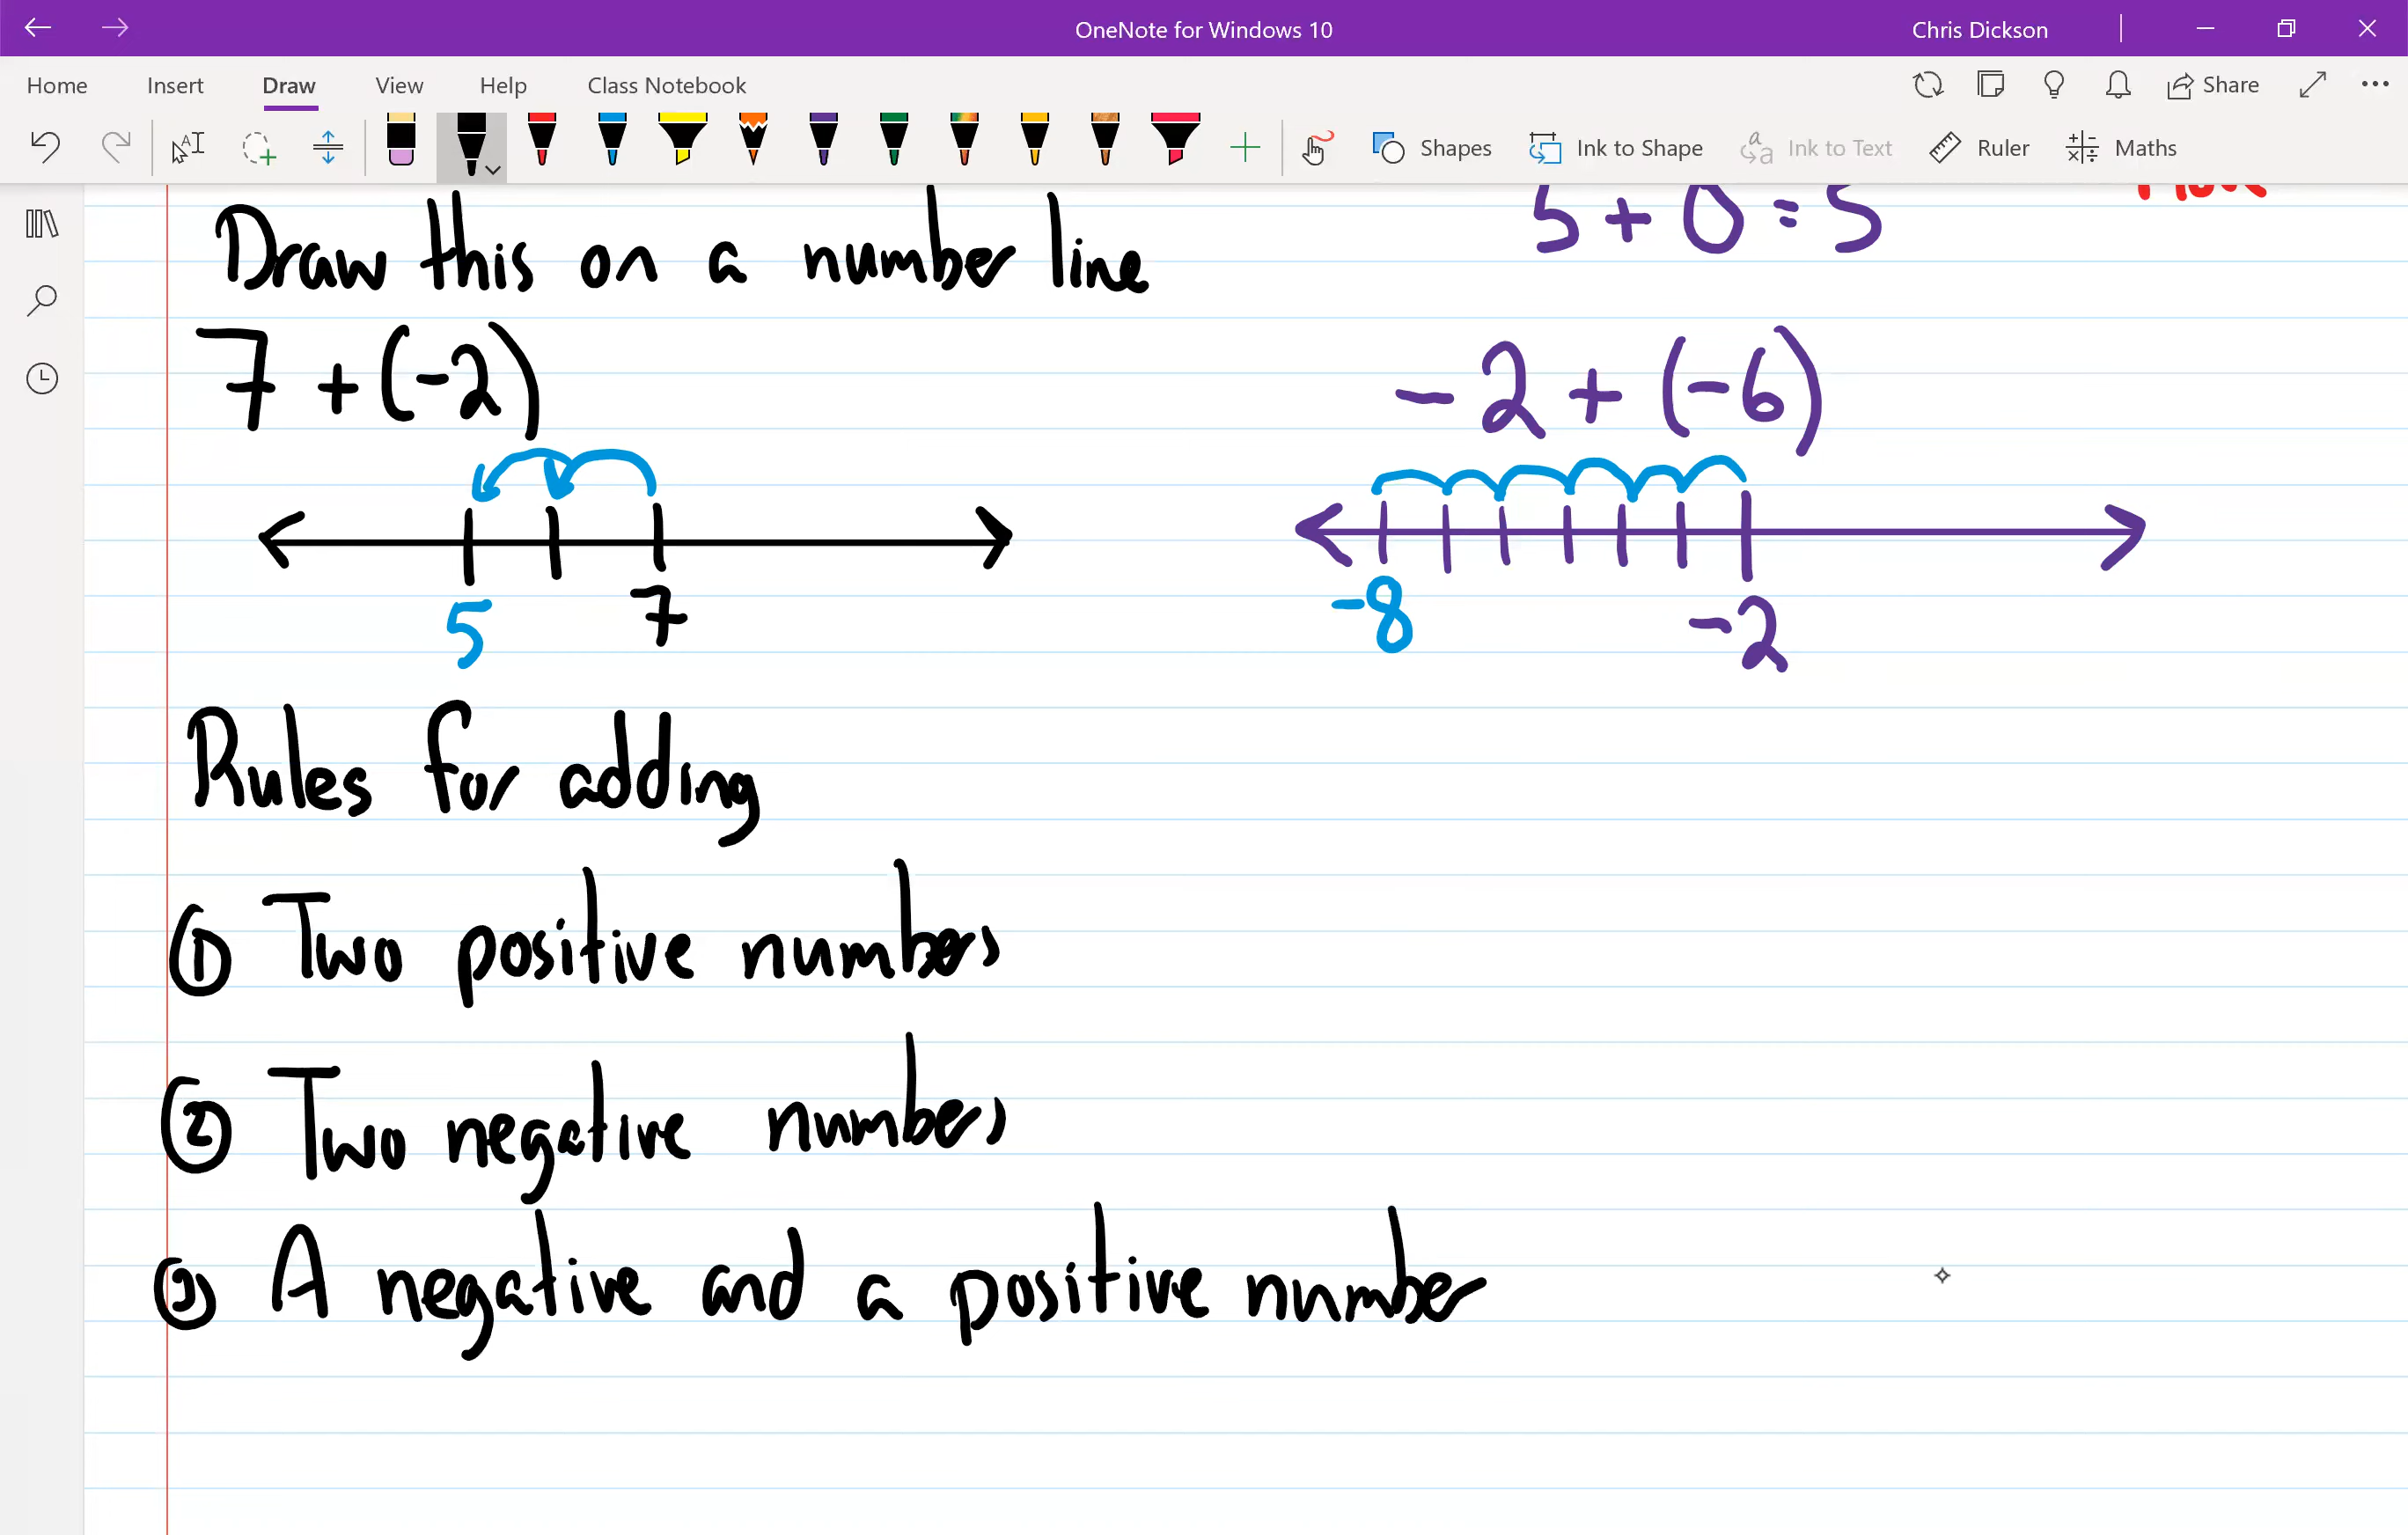 OneNote for Windows 10
Chris Dickson
Home Insert Draw View Help Class Notebook
Share
Shapes Ink to Shape Ink to Text Ruler Maths
5 + 0 = 5
Draw this on a number line
7 + (-2)
-2 + (-6)
5 7
-8 -2
Rules for adding
① Two positive numbers
② Two negative numbers
③ A negative and a positive number